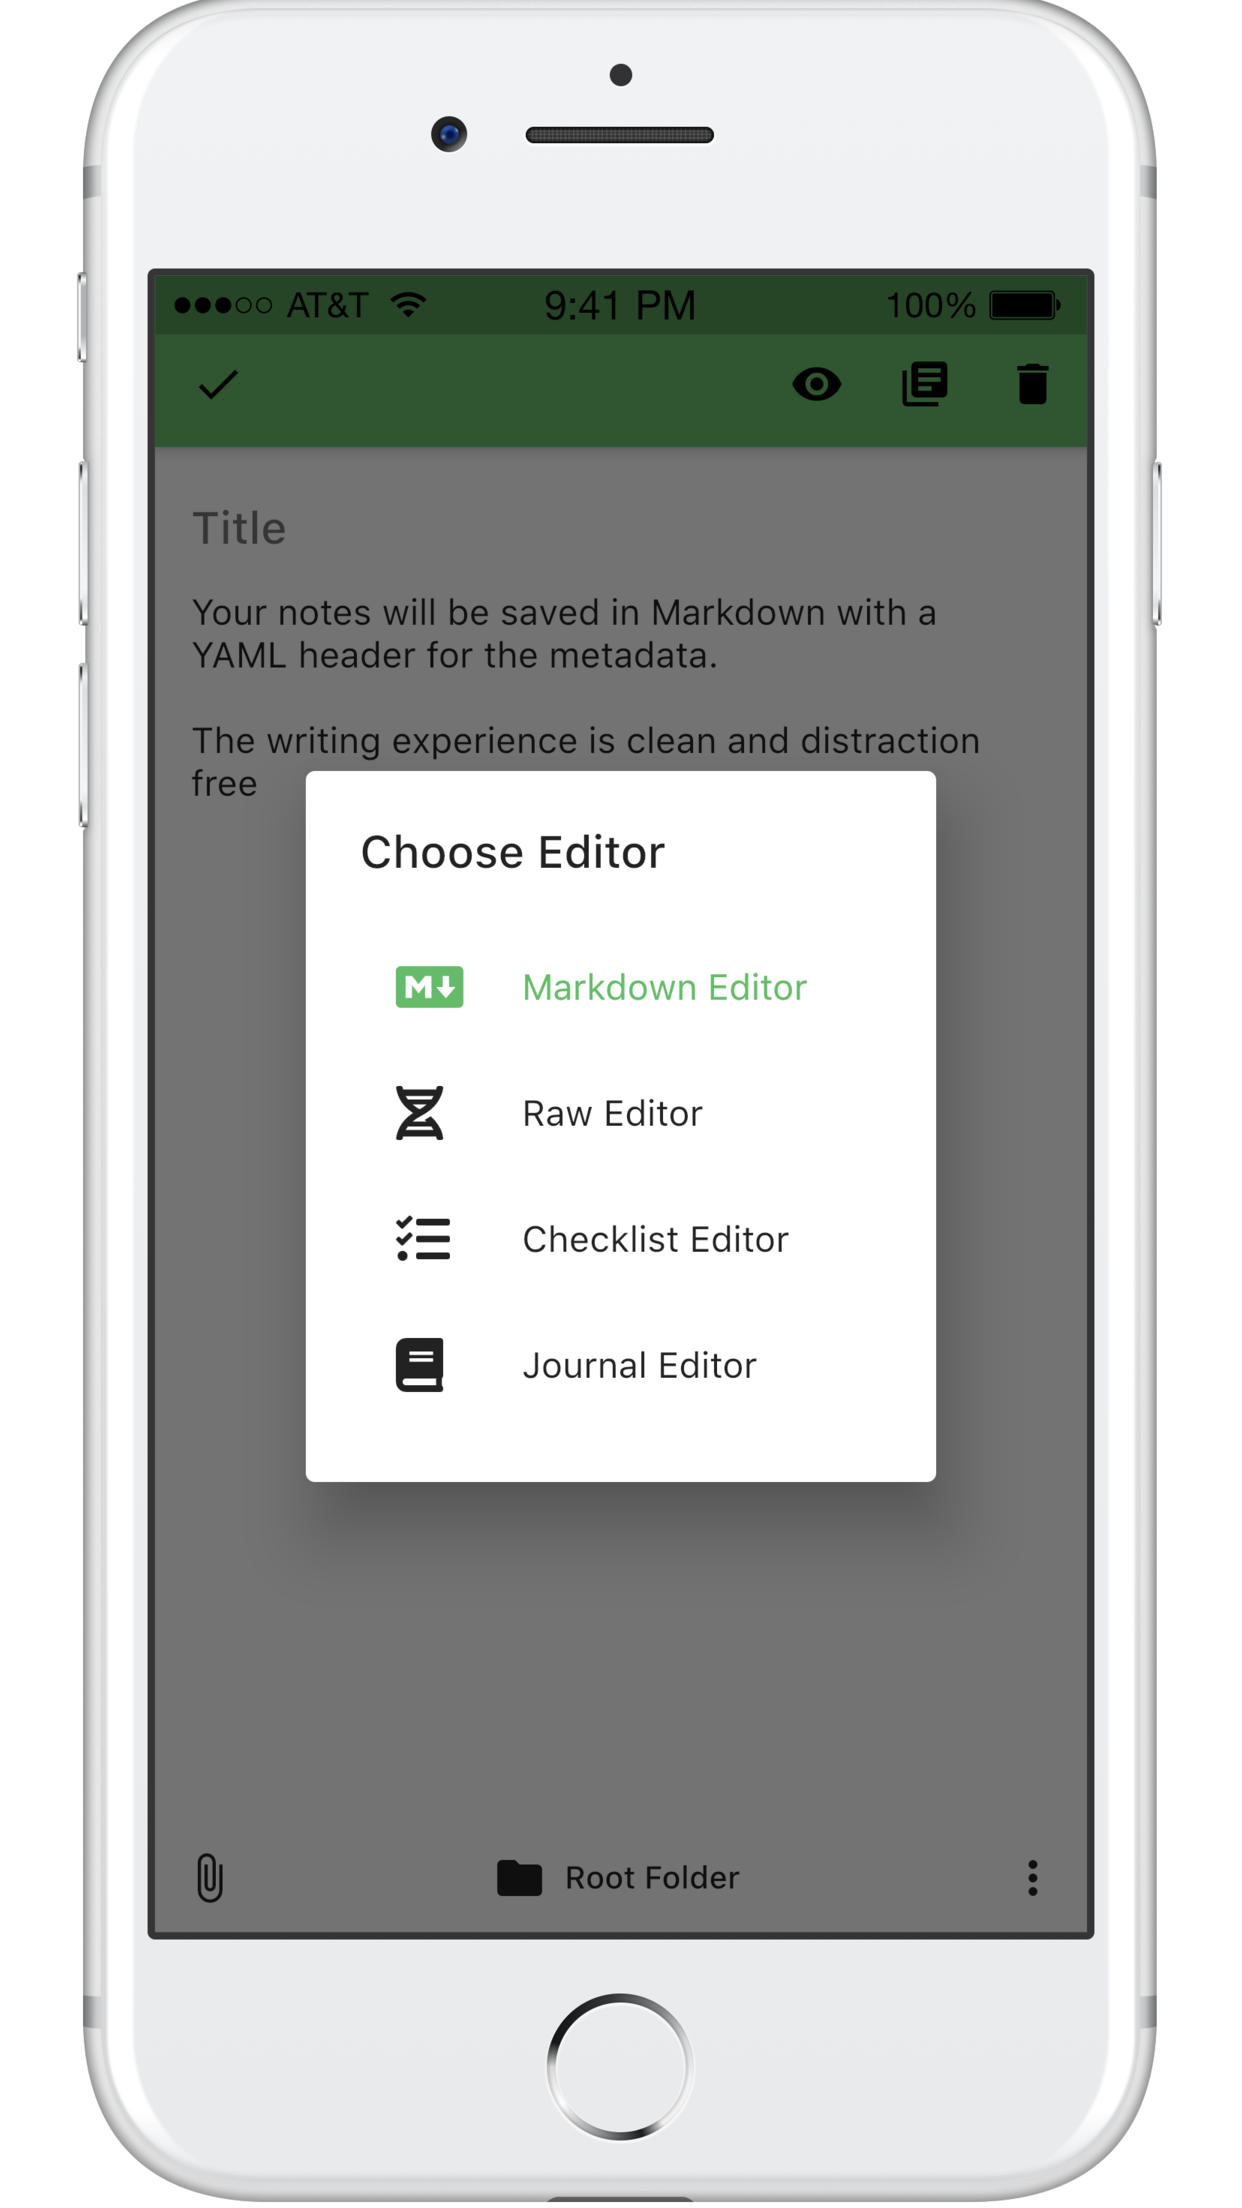 AT&T 9:41 PM 100%
Title
Your notes will be saved in Markdown with a
YAML header for the metadata.
The writing experience is clean and distraction
free
Choose Editor
M Markdown Editor
Raw Editor
Checklist Editor
Journal Editor
Root Folder